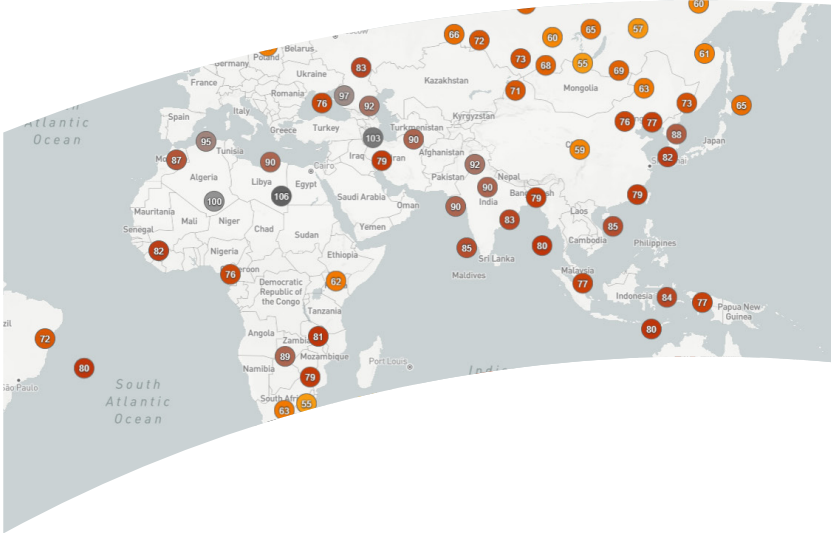 60
66
72
60
65
57
61
Belarus
Poland
Germany
Ukraine
83
73
68
55
69
France
Kazakhstan
71
Mongolia
63
Romania
76
97
92
73
65
Atlantic
Ocean
Spain
Italy
Greece
Turkey
Turkmenistan
Kyrgyzstan
76
77
88
Japan
95
Tunisia
103
90
59
87
90
Cairo
Iraq
79
Afghanistan
82
Algeria
Libya
Egypt
Pakistan
92
Nepal
100
106
Saudi Arabia
Oman
90
India
79
79
Mauritania
Mali
Niger
Chad
Sudan
Yemen
90
83
Laos
85
Senegal
82
Nigeria
Ethiopia
85
Sri Lanka
80
Cambodia
Philippines
76
62
Maldives
Malaysia
77
Democratic
Republic of
the Congo
Tanzania
Indonesia
84
77
Papua New
Guinea
72
Angola
81
80
80
89
Mozambique
Port Louis
Namibia
79
São Paulo
South
Atlantic
Ocean
63
55